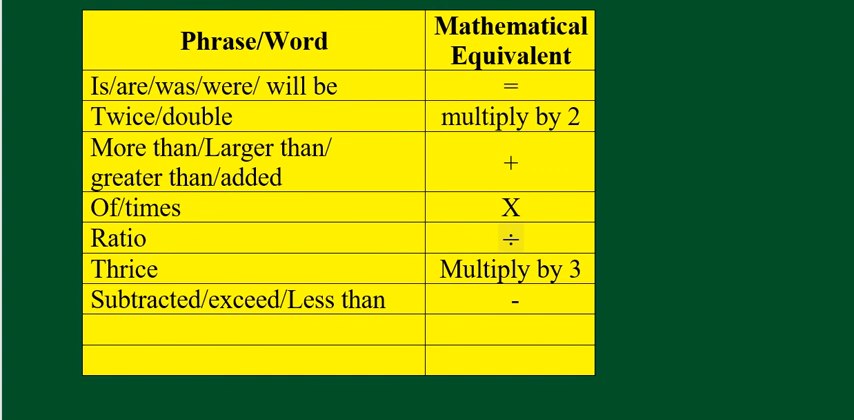 Phrase/Word
Mathematical
Equivalent
Is/are/was/were/ will be
=
Twice/double
multiply by 2
More than/Larger than/
greater than/added
+
Of/times
X
Ratio
÷
Thrice
Multiply by 3
Subtracted/exceed/Less than
-